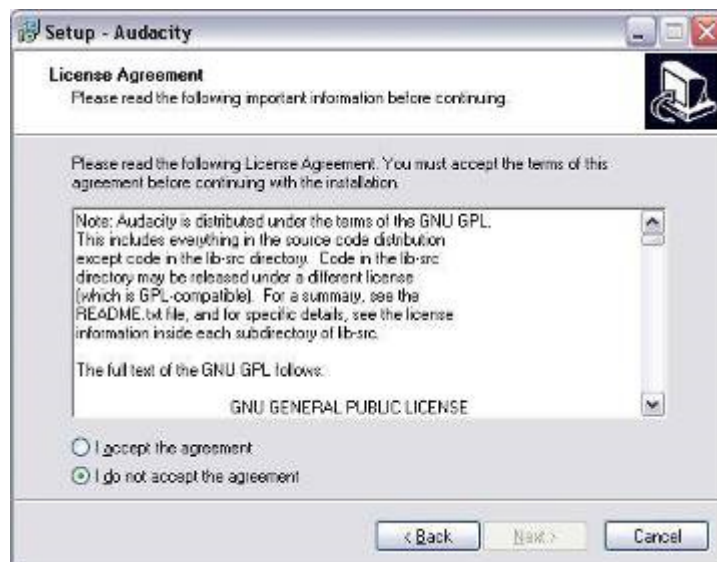 Setup - Audacity
License Agreement
Please read the following important information before continuing.
Please read the following License Agreement. You must accept the terms of this
agreement before continuing with the installation.
Note: Audacity is distributed under the terms of the GNU GPL.
This includes everything in the source code distribution
except code in the lib-src directory. Code in the lib-src
directory may be released under a different license
(which is GPL-compatible). For a summary, see the
README.txt file, and for specific details, see the license
information inside each subdirectory of lib-src.
The full text of the GNU GPL follows:
GNU GENERAL PUBLIC LICENSE
I accept the agreement
I do not accept the agreement
< Back
Next >
Cancel